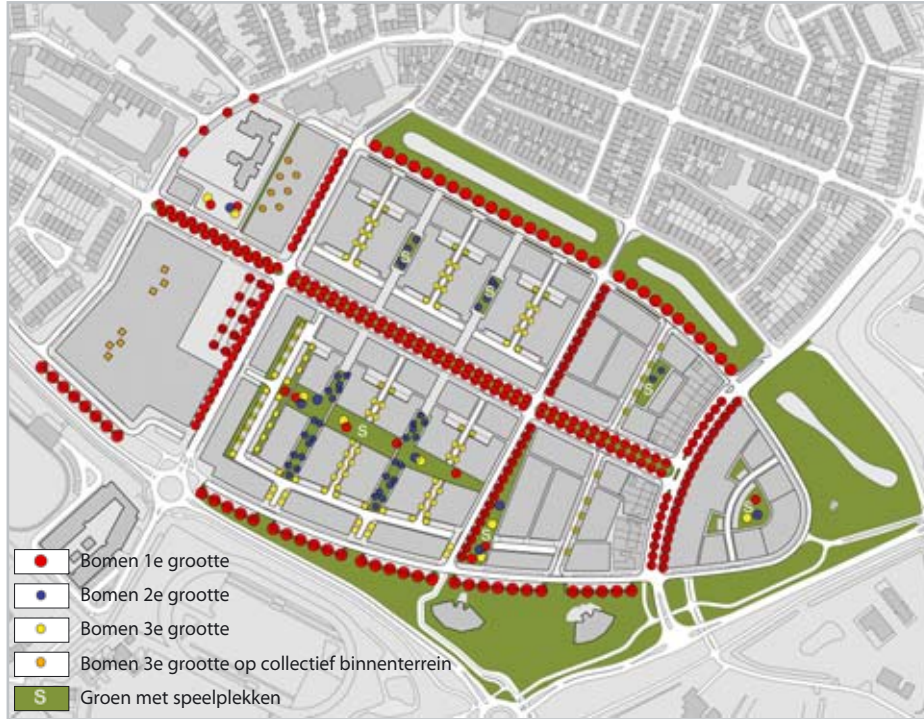 S
S
S
S
S
S
Bomen 1e grootte
Bomen 2e grootte
Bomen 3e grootte
Bomen 3e grootte op collectief binnenterrein
S Groen met speelplekken